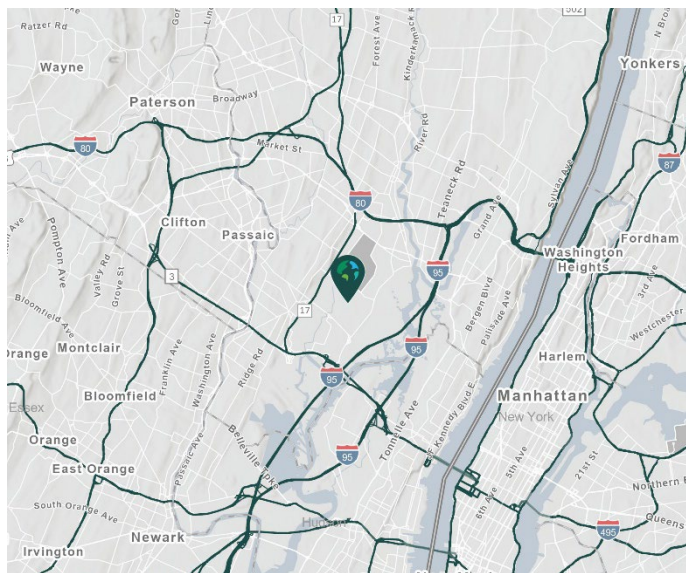 502
Ratzer Rd
17
Forest Ave
Kinderkamack R
N Broa
Wayne
Yonkers
Paterson
Broadway
River Rd
80
Market St
Sylvan Ave
87
Teaneck Rd
80
Grand Ave
Pompton Ave
Clifton
Passaic
Fordham
Washington
Heights
Valley Rd
Grove St
3
95
3rd Ave
Bergen Blvd
Palisade Ave
17
Bloomfield Ave
Westchester
Montclair
95
Orange
Franklin Ave
Washington Ave
Ridge Rd
Harlem
95
Bloomfield
Manhattan
Essex
New York
Kennedy Blvd E
Tonnelle Ave
Orange
Passaic Ave
Belleville Tpke
5th Ave
95
21st St
East Orange
6th Ave
Northern
South Orange Ave
Hudson
Queens
495
Newark
Irvington